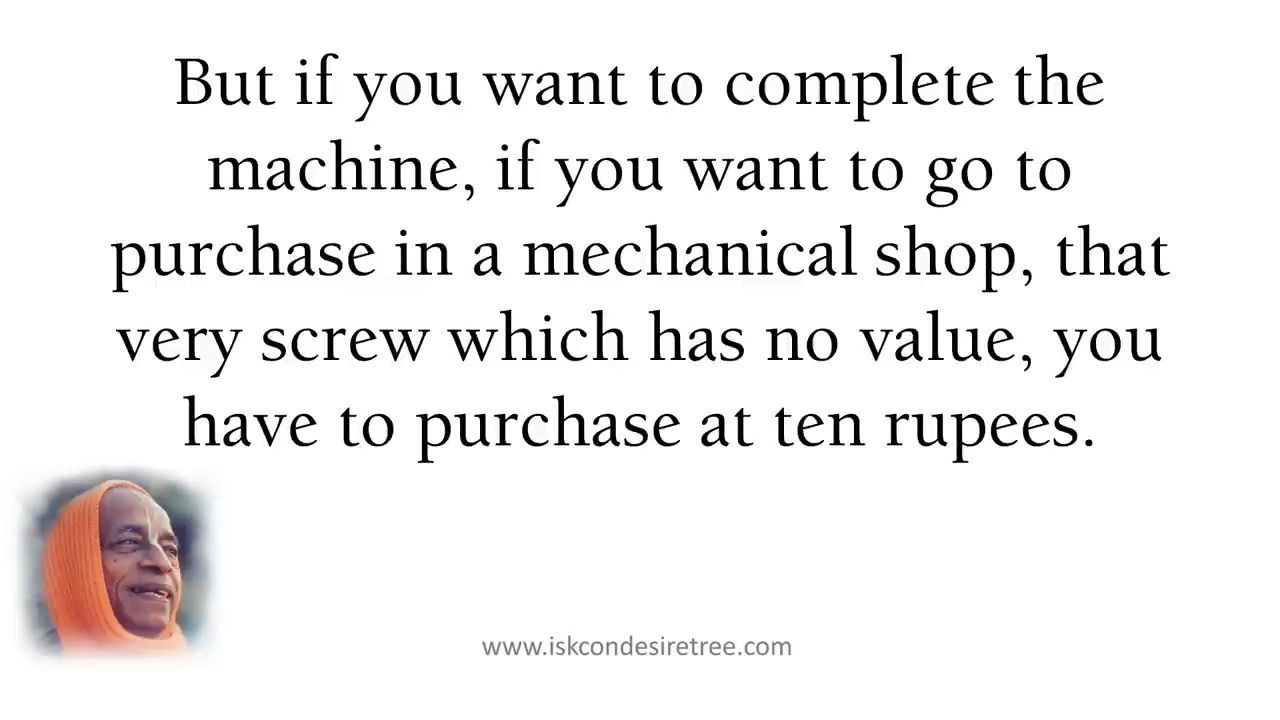 But if you want to complete the
machine, if you want to go to
purchase in a mechanical shop, that
very screw which has no value, you
have to purchase at ten rupees.
www.iskcondesiretree.com